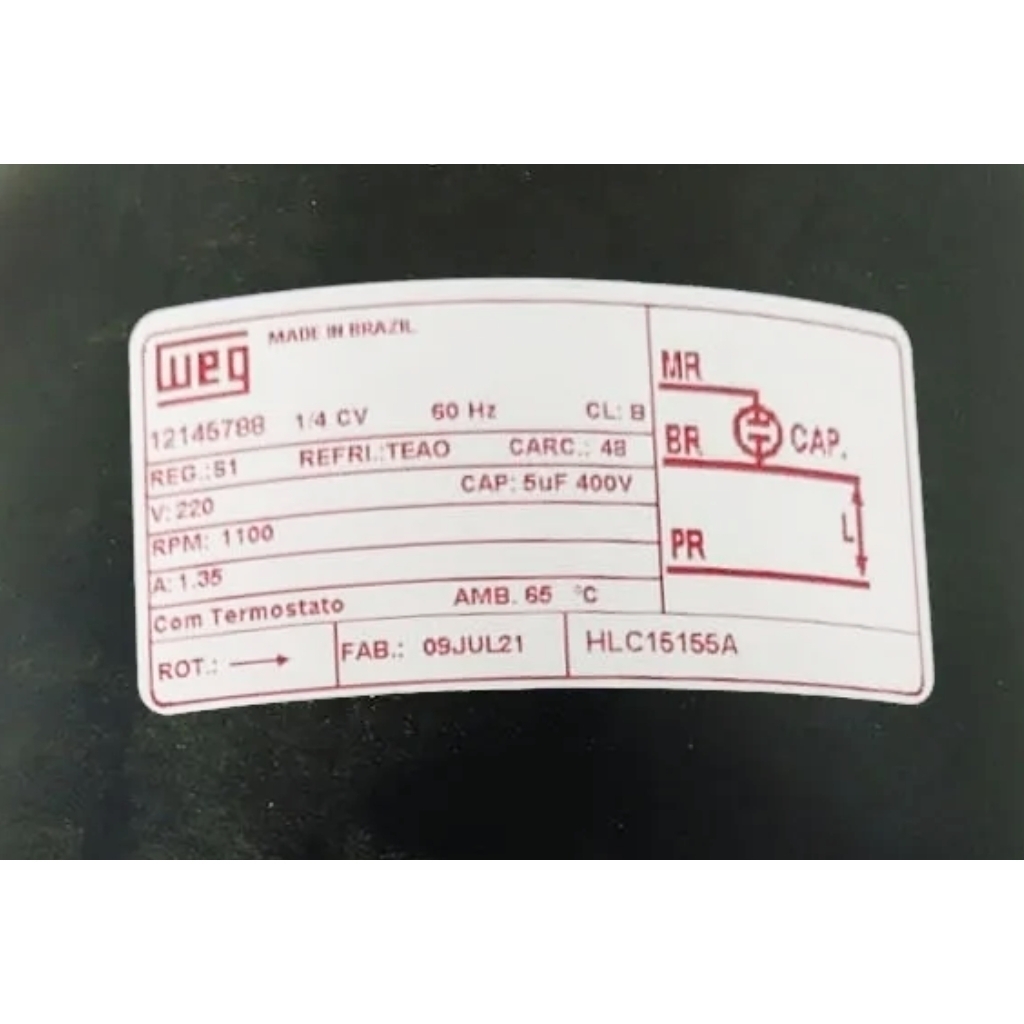 weg MADE IN BRAZIL
12145788 1/4 CV 60 Hz CL: B
REG.:S1 REFRI.:TEAO CARC.: 48
V: 220 CAP: 5uF 400V
RPM: 1100
A: 1.35
Com Termostato AMB. 65 °C
ROT.: → FAB.: 09JUL21 HLC15155A
MR
BR CAP.
L
PR